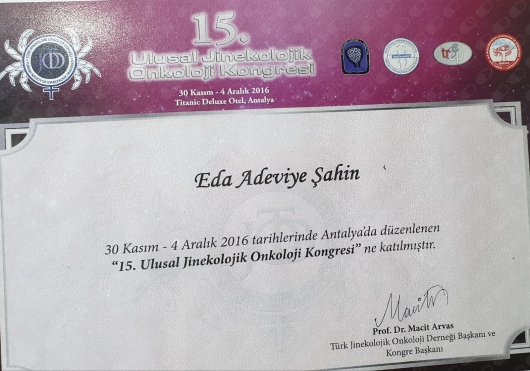 15.
Ulusal Jinekolojik
Onkoloji Kongresi
30 Kasım - 4 Aralık 2016
Titanic Deluxe Otel, Antalya
Eda Adeviye Şahin
30 Kasım - 4 Aralık 2016 tarihlerinde Antalya'da düzenlenen
“15. Ulusal Jinekolojik Onkoloji Kongresi” ne katılmıştır.
Prof. Dr. Macit Arvas
Türk Jinekolojik Onkoloji Derneği Başkanı ve
Kongre Başkanı